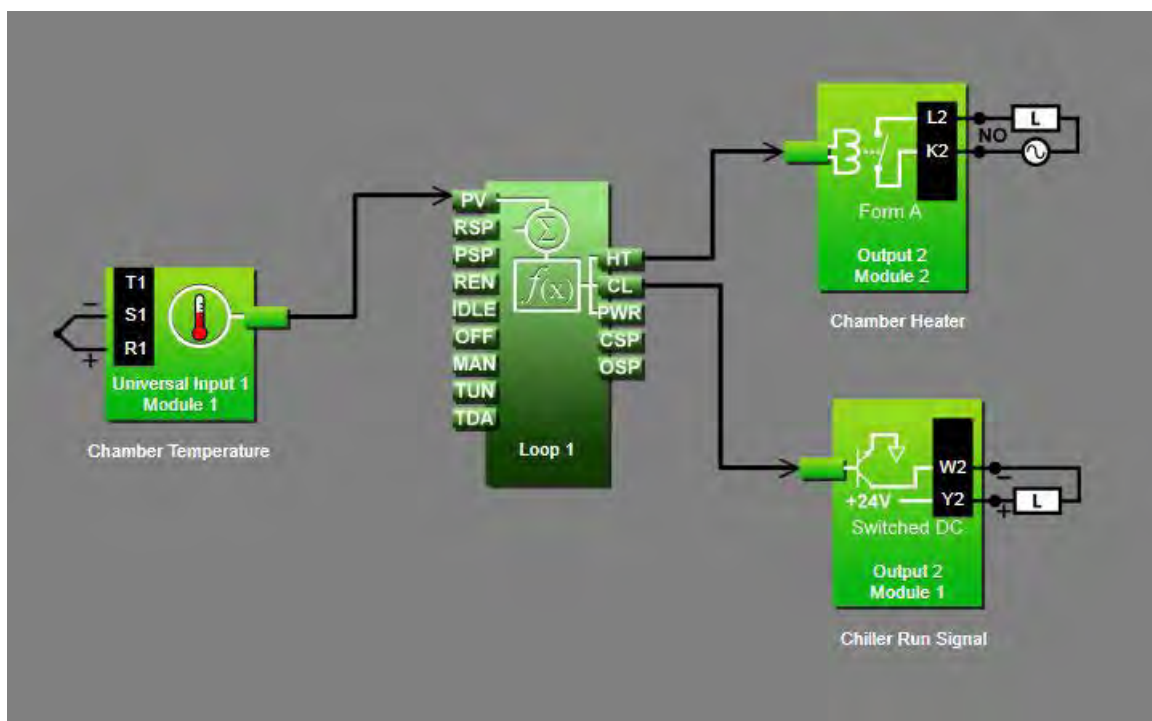 T1
S1
R1
−
+
Universal Input 1
Module 1
Chamber Temperature
PV
RSP
PSP
REN
IDLE
OFF
MAN
TUN
TDA
Σ
f(x)
HT
CL
PWR
CSP
OSP
Loop 1
L2
K2
NO
L
Form A
Output 2
Module 2
Chamber Heater
W2
Y2
+24V
−
+
L
Switched DC
Output 2
Module 1
Chiller Run Signal